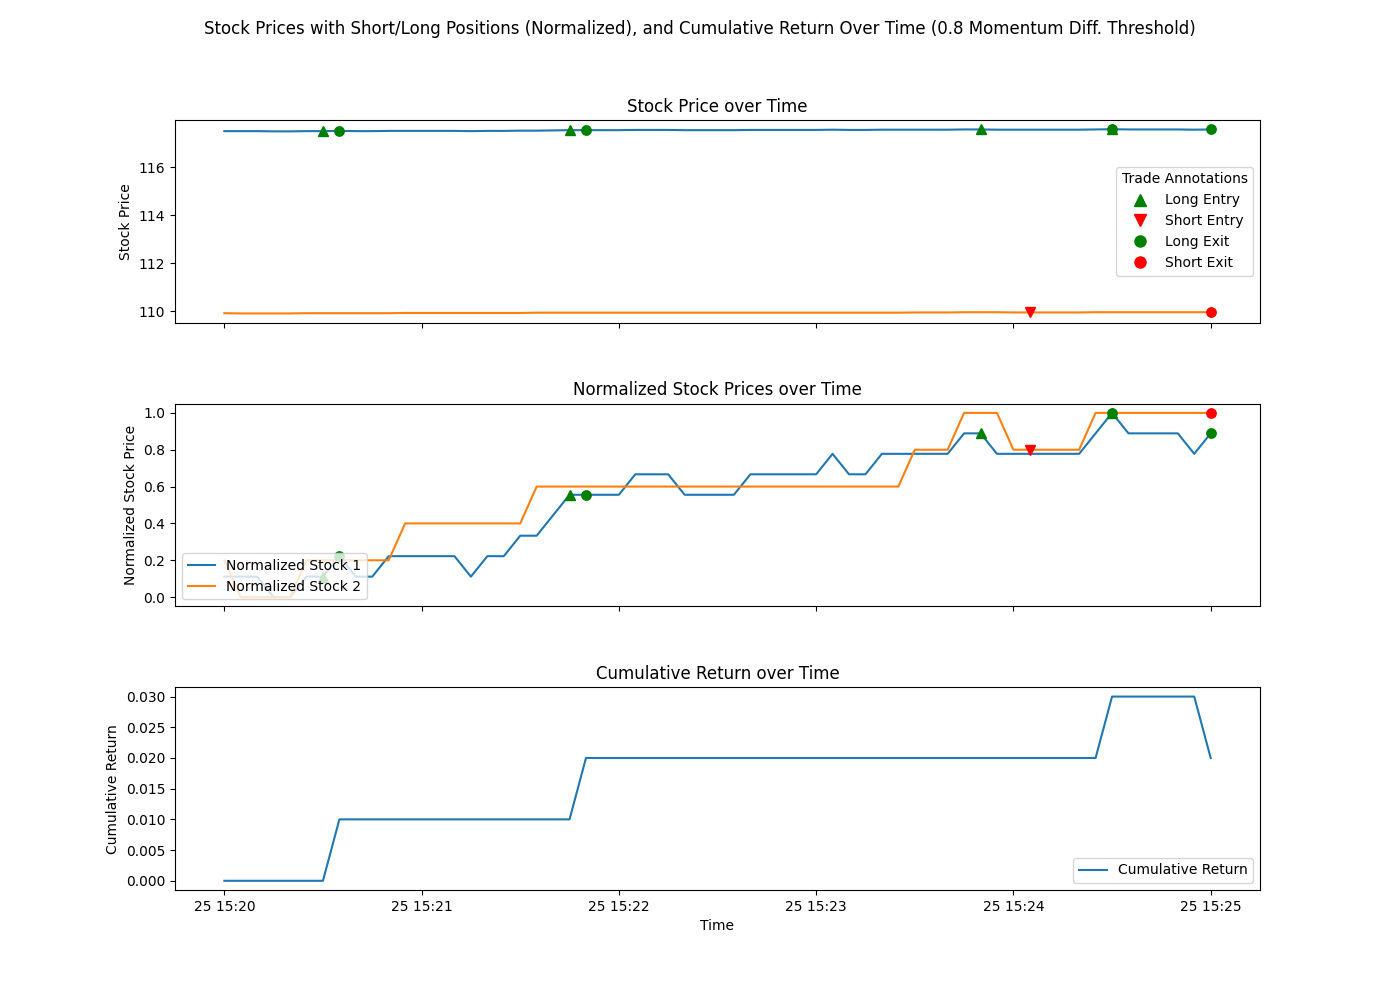 Stock Prices with Short/Long Positions (Normalized), and Cumulative Return Over Time (0.8 Momentum Diff. Threshold)
Stock Price over Time
Stock Price
116
114
112
110
Trade Annotations
Long Entry
Short Entry
Long Exit
Short Exit
Normalized Stock Prices over Time
Normalized Stock Price
1.0
0.8
0.6
0.4
0.2
0.0
Normalized Stock 1
Normalized Stock 2
Cumulative Return over Time
Cumulative Return
0.030
0.025
0.020
0.015
0.010
0.005
0.000
Cumulative Return
25 15:20
25 15:21
25 15:22
25 15:23
25 15:24
25 15:25
Time